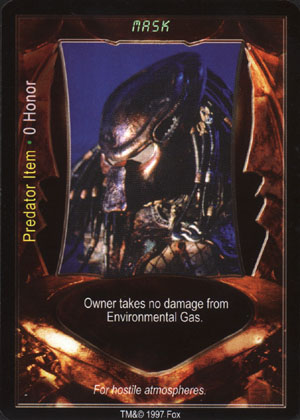 MASK
Predator Item • 0 Honor
Owner takes no damage from
Environmental Gas.
For hostile atmospheres.
TM&© 1997 Fox